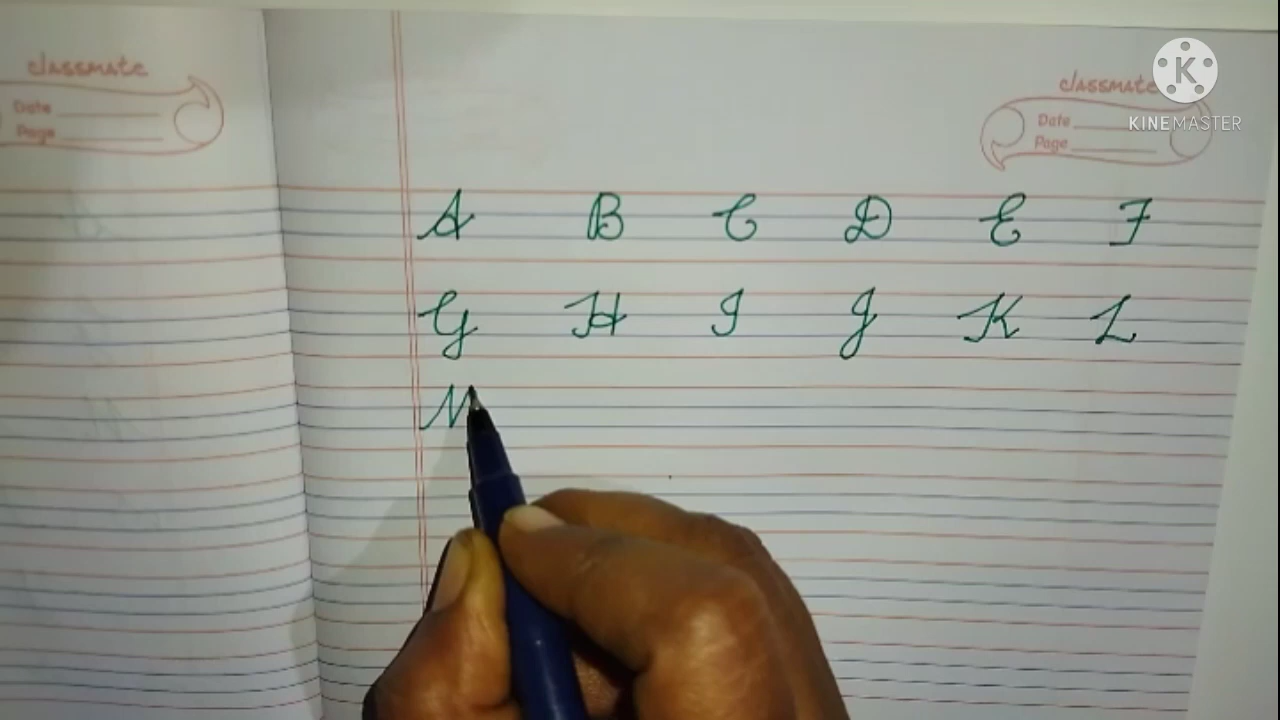 classmate
Date
Page
classmate
Date
Page
KINEMASTER
A B C D E F
G H I J K L